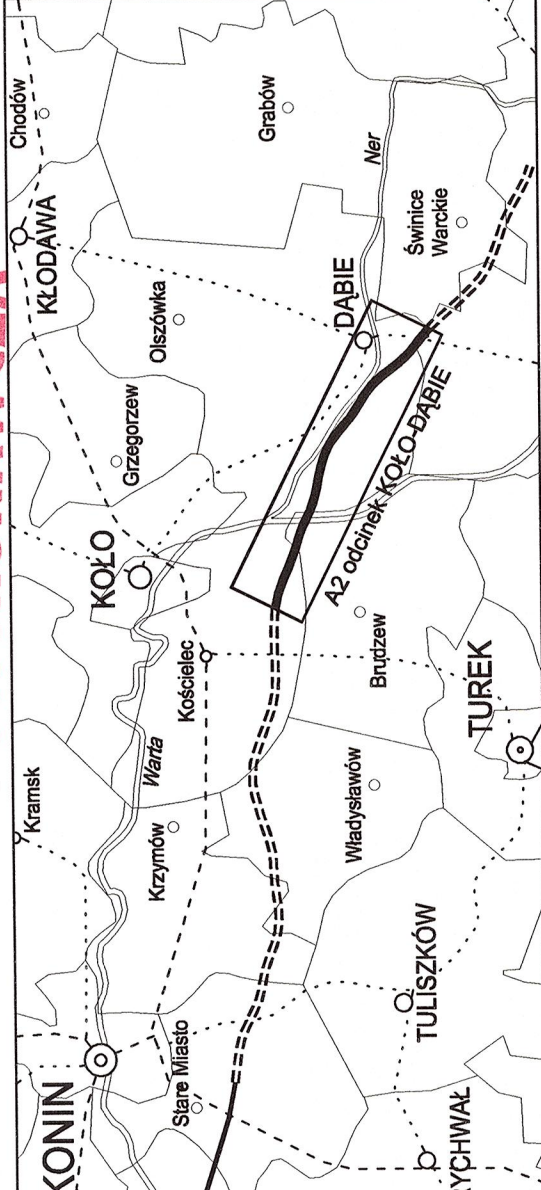 Chodów
KŁODAWA
Grabów
Ner
Świnice
Warckie
Olszówka
DĄBIE
Grzegorzew
KOŁO
A2 odcinek KOŁO-DĄBIE
Kościelec
Brudzew
TUREK
Warta
Kramsk
Krzymów
Władysławów
TULISZKÓW
Stare Miasto
KONIN
YCHWAŁ